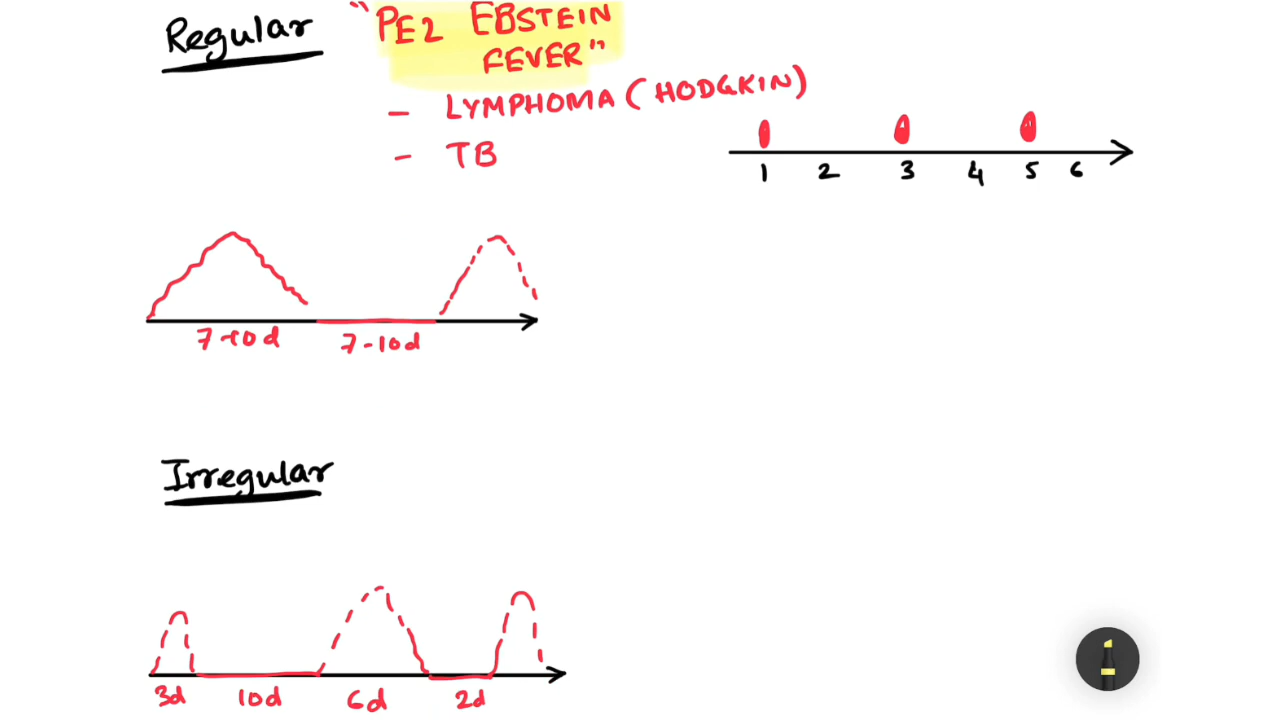 Regular
"PE2 EBSTEIN
FEVER"
- LYMPHOMA (HODGKIN)
- TB
1 2 3 4 5 6
7-10d 7-10d
Irregular
3d 10d 6d 2d